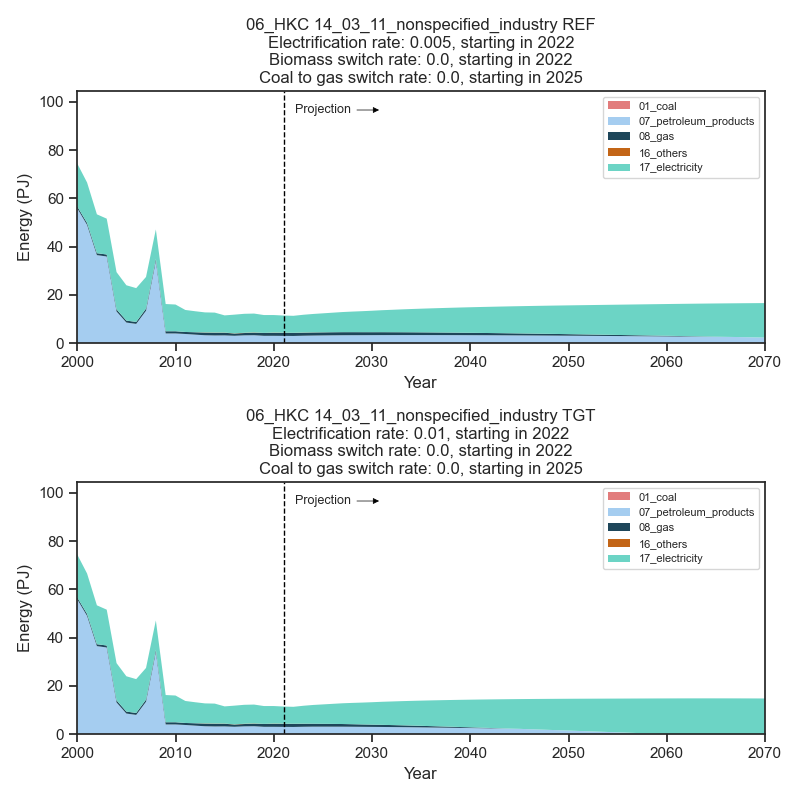 06_HKC 14_03_11_nonspecified_industry REF
Electrification rate: 0.005, starting in 2022
Biomass switch rate: 0.0, starting in 2022
Coal to gas switch rate: 0.0, starting in 2025
100
80
60
40
20
0
Energy (PJ)
Projection
01_coal
07_petroleum_products
08_gas
16_others
17_electricity
2000 2010 2020 2030 2040 2050 2060 2070
Year
06_HKC 14_03_11_nonspecified_industry TGT
Electrification rate: 0.01, starting in 2022
Biomass switch rate: 0.0, starting in 2022
Coal to gas switch rate: 0.0, starting in 2025
100
80
60
40
20
0
Energy (PJ)
Projection
01_coal
07_petroleum_products
08_gas
16_others
17_electricity
2000 2010 2020 2030 2040 2050 2060 2070
Year